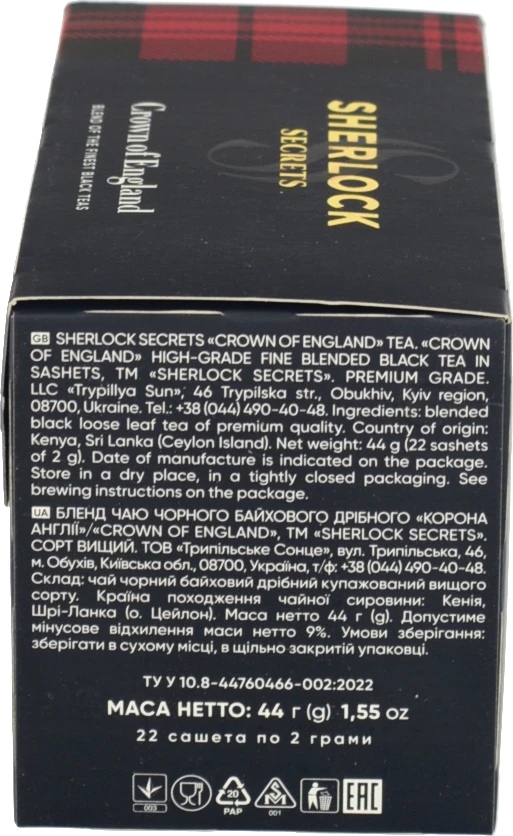 SHERLOCK
SECRETS
Crown of England
BLEND OF THE FINEST BLACK TEAS
GB SHERLOCK SECRETS «CROWN OF ENGLAND» TEA. «CROWN
OF ENGLAND» HIGH-GRADE FINE BLENDED BLACK TEA IN
SASHETS, TM «SHERLOCK SECRETS». PREMIUM GRADE.
LLC «Trypillya Sun», 46 Trypilska str., Obukhiv, Kyiv region,
08700, Ukraine. Tel.: +38 (044) 490-40-48. Ingredients: blended
black loose leaf tea of premium quality. Country of origin:
Kenya, Sri Lanka (Ceylon Island). Net weight: 44 g (22 sashets
of 2 g). Date of manufacture is indicated on the package.
Store in a dry place, in a tightly closed packaging. See
brewing instructions on the package.
UA БЛЕНД ЧАЮ ЧОРНОГО БАЙХОВОГО ДРІБНОГО «КОРОНА
АНГЛІЇ»/«CROWN OF ENGLAND», ТМ «SHERLOCK SECRETS».
СОРТ ВИЩИЙ. ТОВ «Трипільське Сонце», вул. Трипільська, 46,
м. Обухів, Київська обл., 08700, Україна, т/ф: +38 (044) 490-40-48.
Склад: чай чорний байховий дрібний купажований вищого
сорту. Країна походження чайної сировини: Кенія,
Шрі-Ланка (о. Цейлон). Маса нетто 44 г (g). Допустиме
мінусове відхилення маси нетто 9%. Умови зберігання:
зберігати в сухому місці, в щільно закритій упаковці.
ТУ У 10.8-44760466-002:2022
МАСА НЕТТО: 44 г (g) 1,55 oz
22 сашета по 2 грами
003
20
PAP
001
EAC